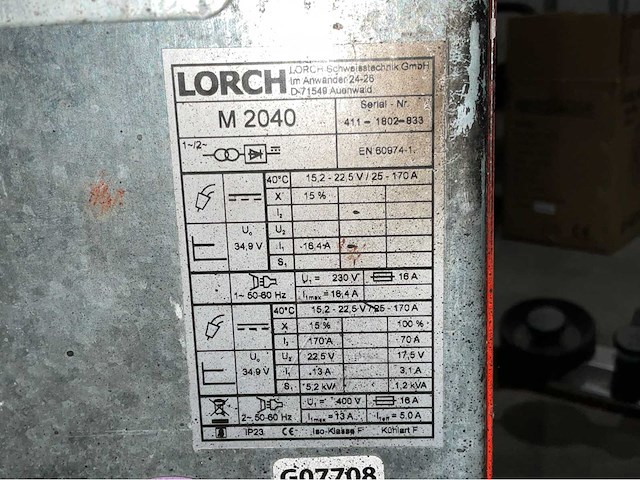 LORCH
LORCH Schweisstechnik GmbH
Im Anwänder 24-26
D-71549 Auenwald
M 2040
Serial - Nr.
411 - 1802-833
1~/2~
EN 60974-1
40°C 15,2 - 22,5 V / 25 - 170 A
X 15 %
I₂
U₀ U₂
34,9 V I₁ 16,4 A
S₁
U₁ = 230 V 16 A
1~ 50-60 Hz I₁max = 16,4 A
40°C 15,2 - 22,5 V / 25 - 170 A
X 15% 100 %
I₂ 170 A 70 A
U₀ U₂ 22,5 V 17,5 V
34,9 V I₁ 13 A 3,1 A
S₁ 5,2 kVA 1,2 kVA
U₁ = 400 V 16 A
2~ 50-60 Hz I₁max = 13 A I₁eff = 5,0 A
IP23 CE Iso-Klasse F Kühlart F
G07708